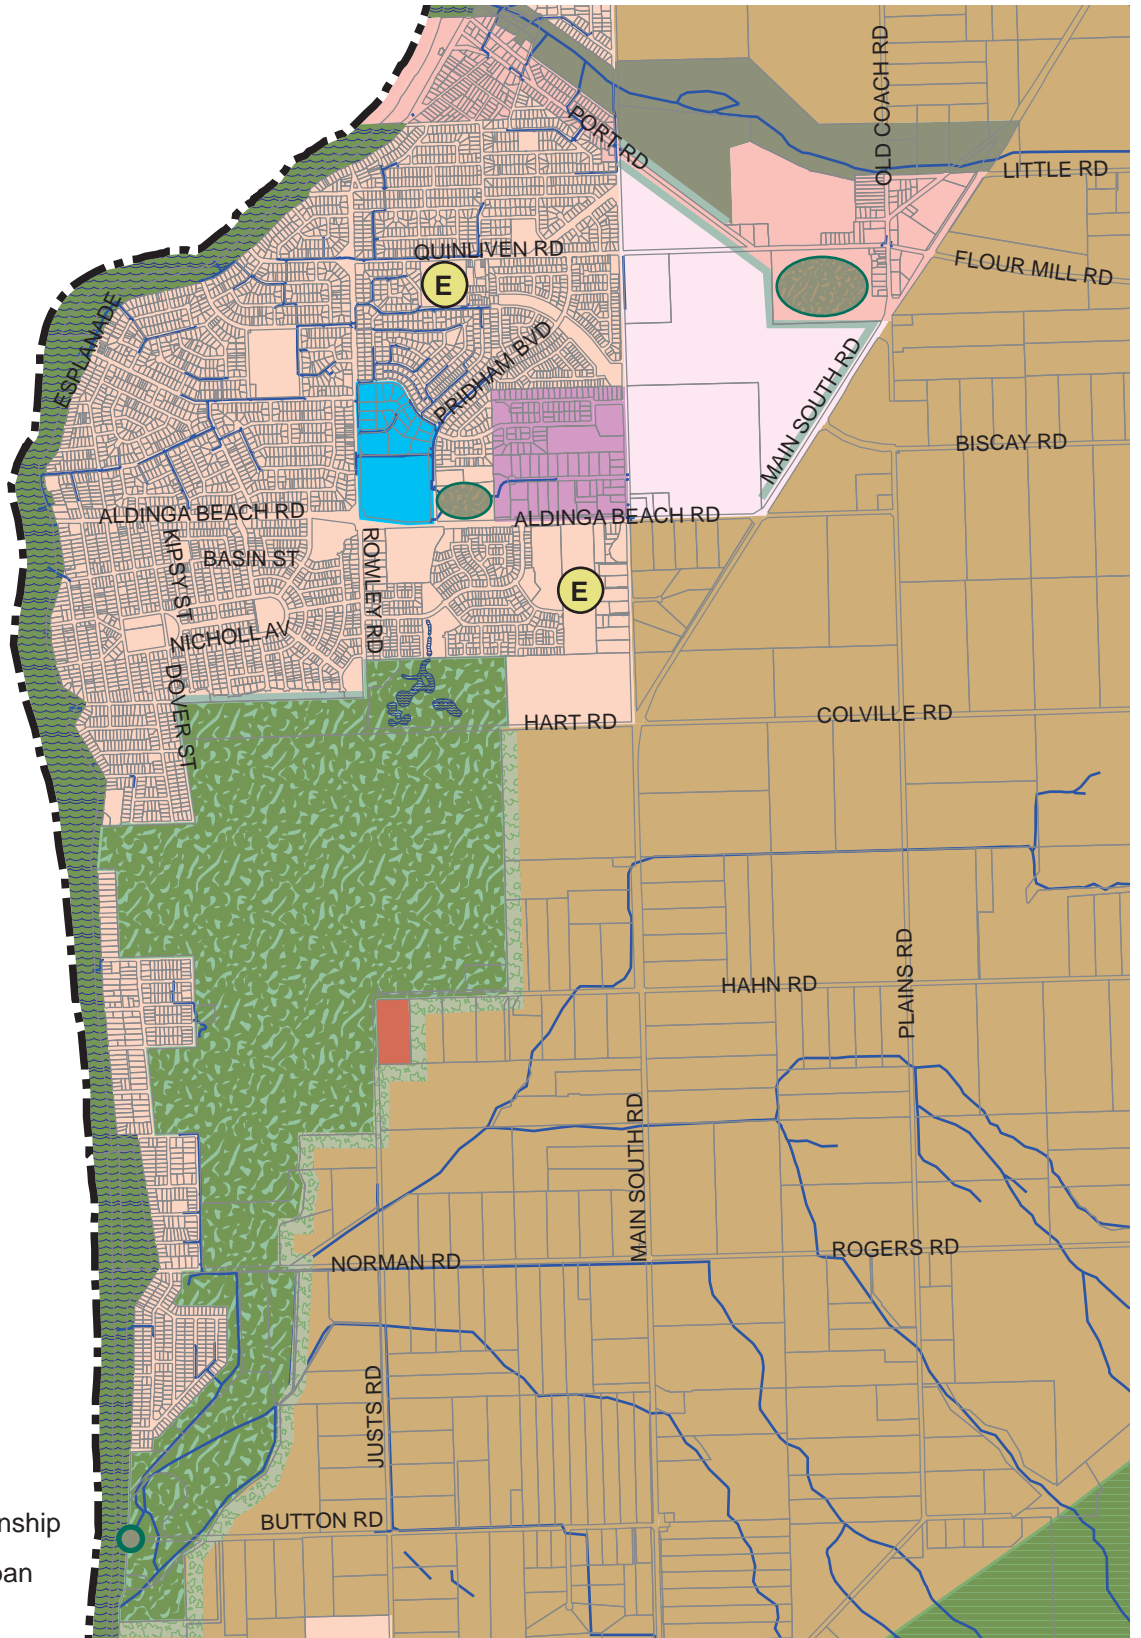 OLD COACH RD
PORT RD
LITTLE RD
QUINLIVEN RD
FLOUR MILL RD
E
ESPLANADE
PRIDHAM BVD
MAIN SOUTH RD
BISCAY RD
ALDINGA BEACH RD
ALDINGA BEACH RD
KIPSY ST
BASIN ST
ROWLEY RD
E
NICHOLL AV
DOVER ST
HART RD
COLVILLE RD
PLAINS RD
HAHN RD
MAIN SOUTH RD
NORMAN RD
ROGERS RD
JUSTS RD
BUTTON RD
nship